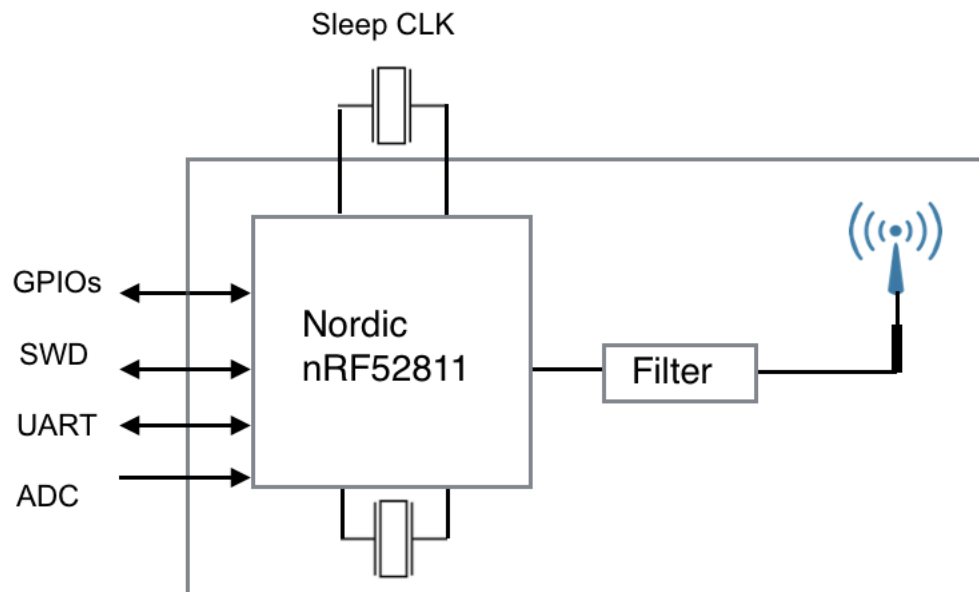 Sleep CLK
GPIOs
SWD
UART
ADC
Nordic
nRF52811
Filter